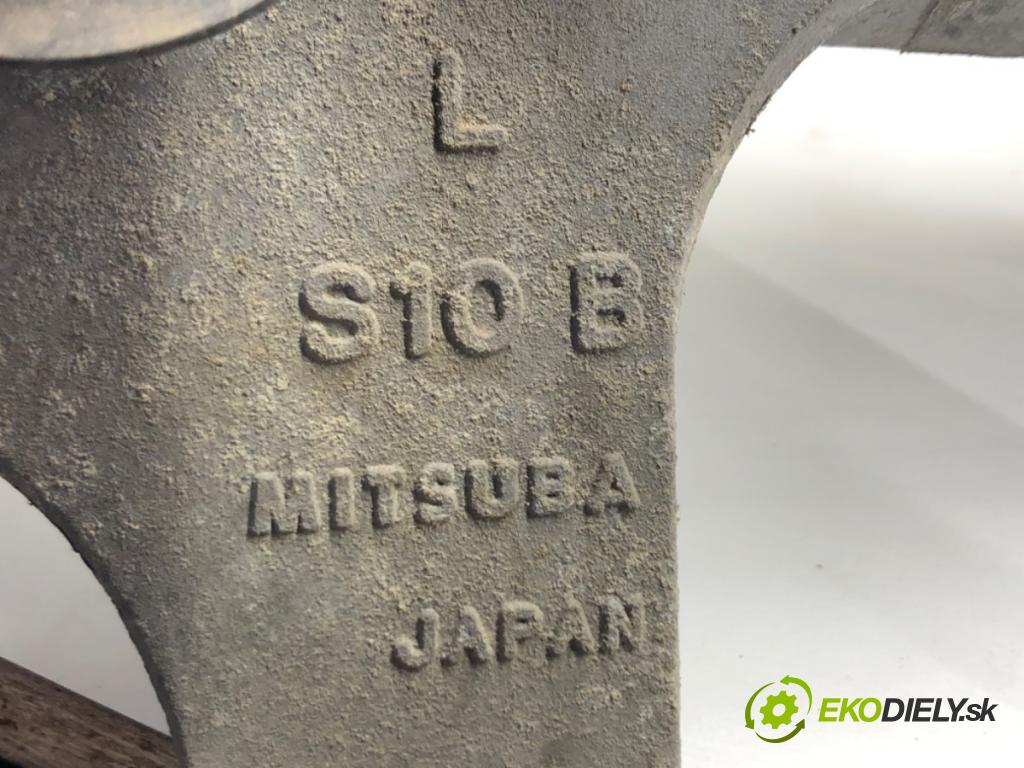 L
S10 B
MITSUBA
JAPAN
EKODIELY.sk